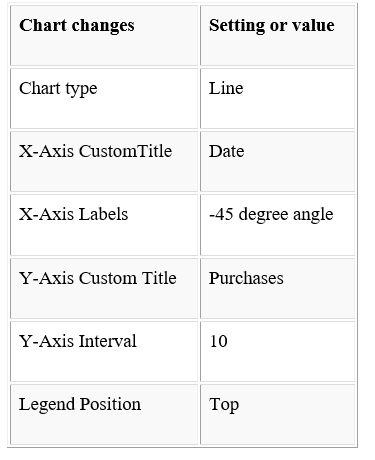 Chart changes Setting or value
Chart type Line
X-Axis CustomTitle Date
X-Axis Labels -45 degree angle
Y-Axis Custom Title Purchases
Y-Axis Interval 10
Legend Position Top